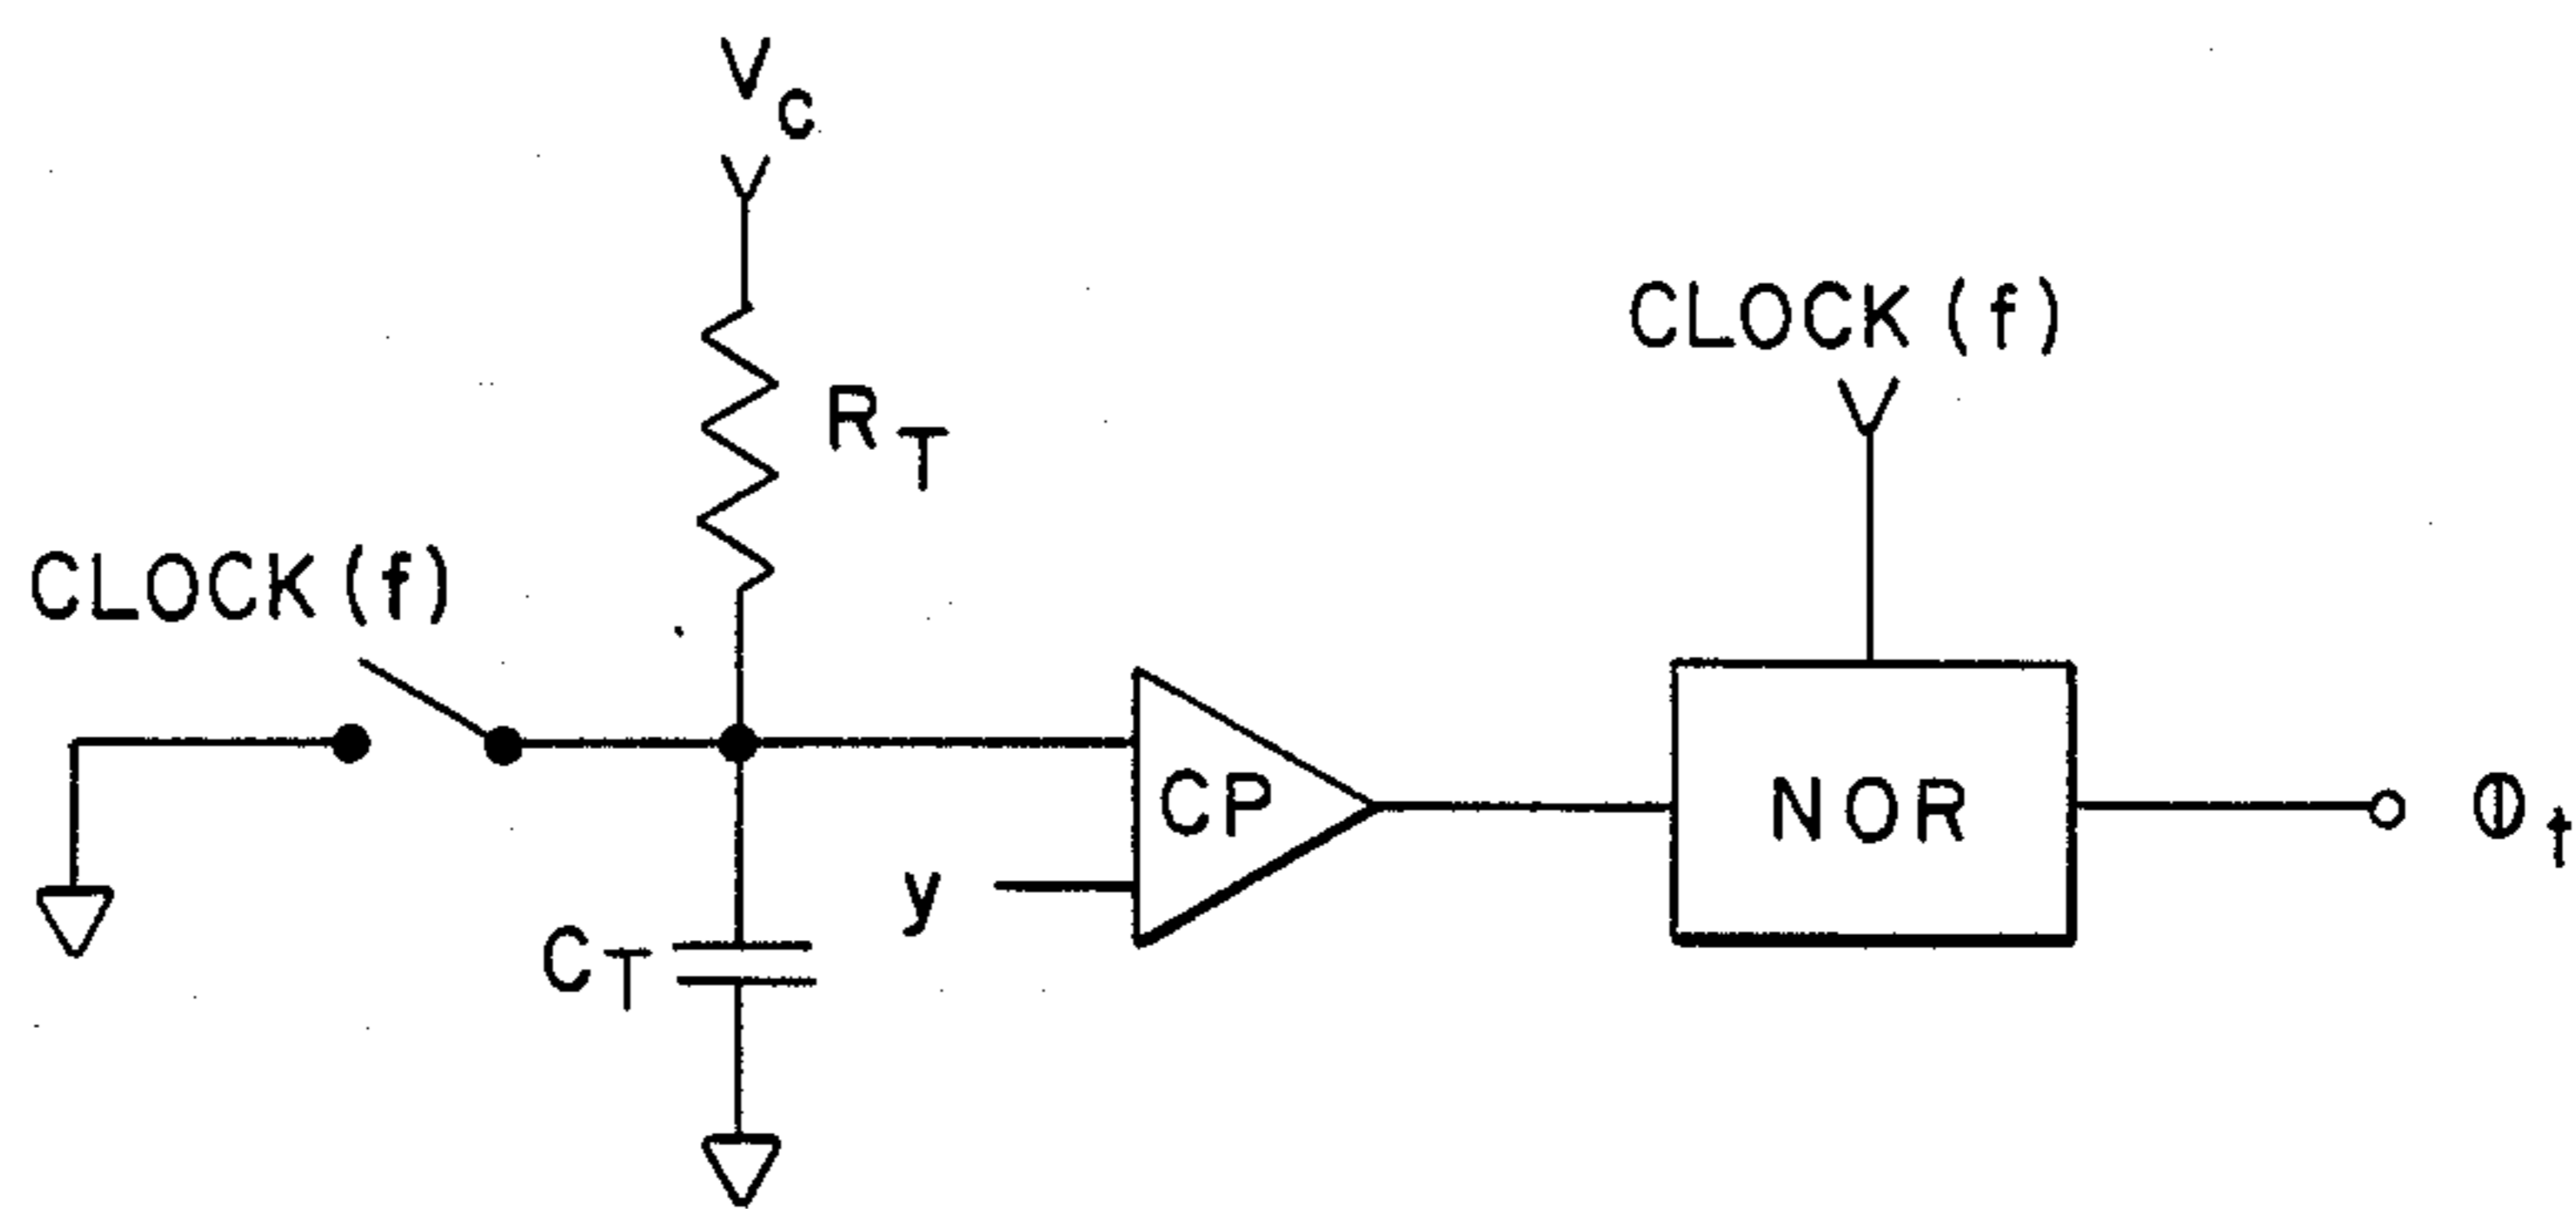 V_C
R_T
CLOCK (f)
CLOCK (f)
CP
NOR
y
C_T
Φ_t